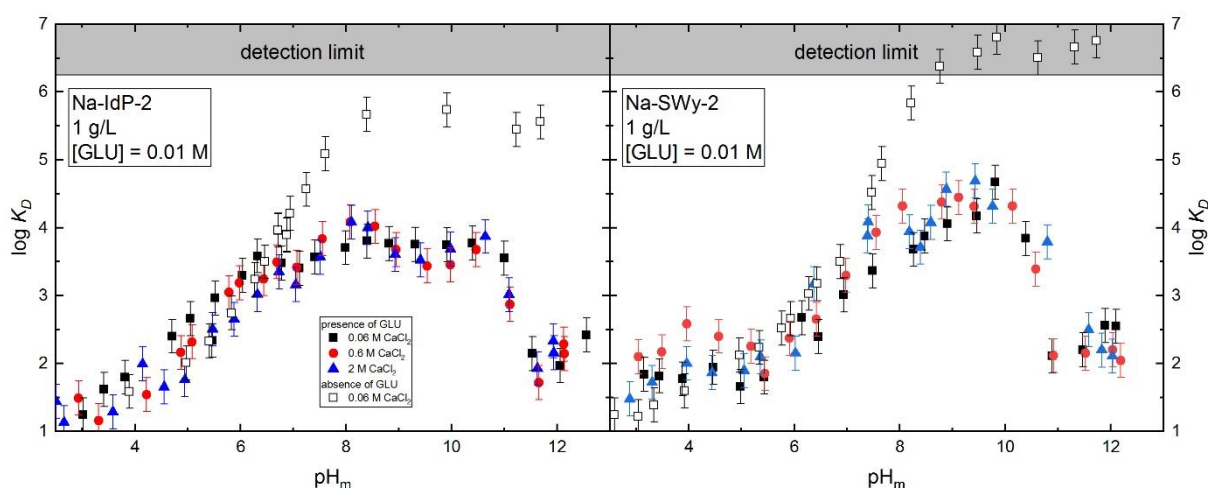 detection limit
Na-IdP-2
1 g/L
[GLU] = 0.01 M
log K_D
7
6
5
4
3
2
1
presence of GLU
0.06 M CaCl₂
0.6 M CaCl₂
2 M CaCl₂
absence of GLU
0.06 M CaCl₂
4
6
8
10
12
pHₘ
detection limit
Na-SWy-2
1 g/L
[GLU] = 0.01 M
7
6
5
4
3
2
1
log K_D
4
6
8
10
12
pHₘ